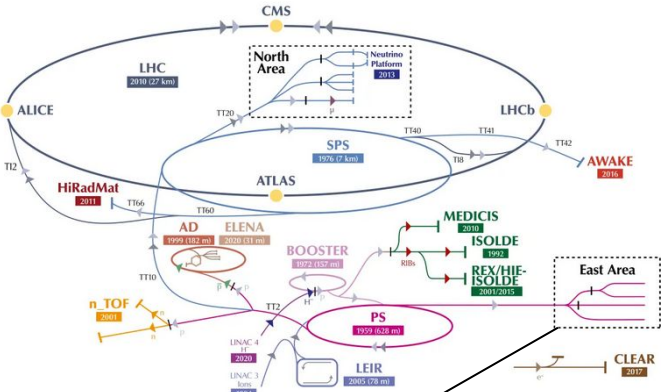 CMS
LHC
2010 (27 km)
North
Area
Neutrino
Platform
2013
μ
ALICE
LHCb
TT20
TT40
TT41
TT42
TI8
TI2
SPS
1976 (7 km)
AWAKE
2016
ATLAS
HiRadMat
2011
TT66
TT60
AD
1999 (182 m)
ELENA
2020 (31 m)
BOOSTER
1972 (157 m)
MEDICIS
2010
ISOLDE
1992
RIBs
REX/HIE-
ISOLDE
2001/2015
East Area
TT10
TT2
H-
p
p
n_TOF
2001
n
n
p
PS
1959 (628 m)
LINAC 4
H-
2020
LINAC 3
Ions
LEIR
2005 (78 m)
CLEAR
2017
e-